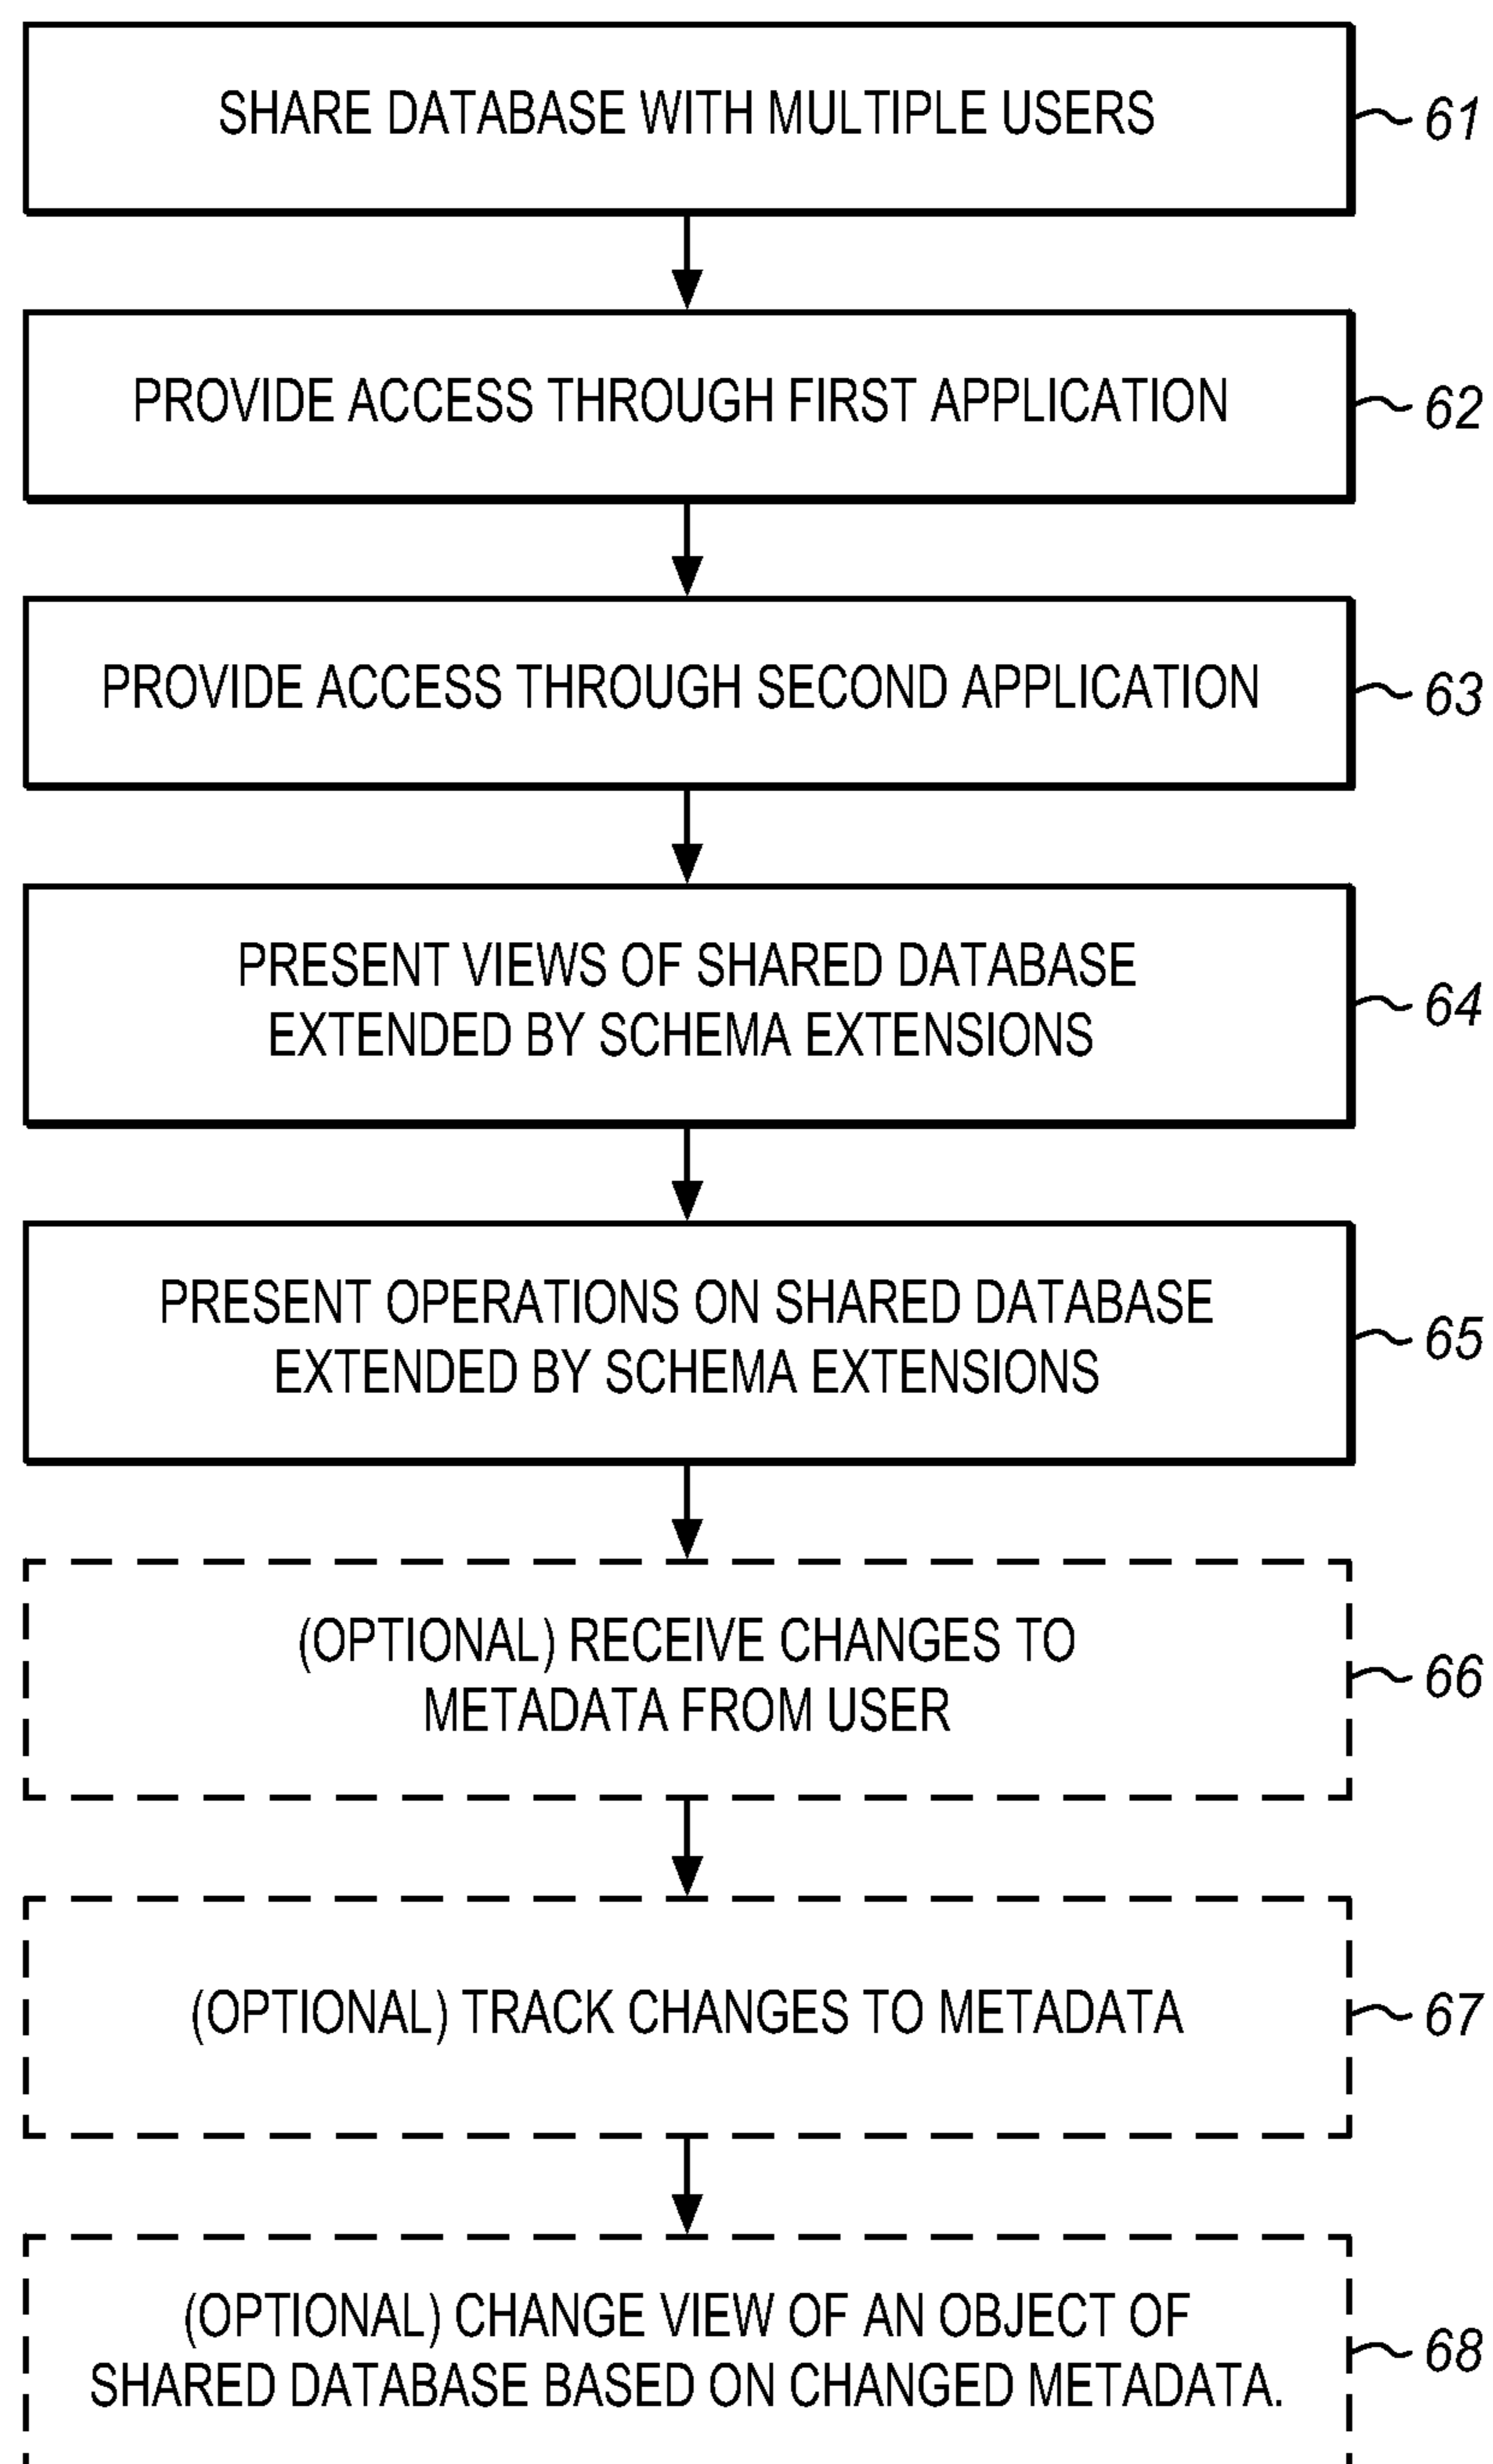 SHARE DATABASE WITH MULTIPLE USERS
61
PROVIDE ACCESS THROUGH FIRST APPLICATION
62
PROVIDE ACCESS THROUGH SECOND APPLICATION
63
PRESENT VIEWS OF SHARED DATABASE
EXTENDED BY SCHEMA EXTENSIONS
64
PRESENT OPERATIONS ON SHARED DATABASE
EXTENDED BY SCHEMA EXTENSIONS
65
(OPTIONAL) RECEIVE CHANGES TO
METADATA FROM USER
66
(OPTIONAL) TRACK CHANGES TO METADATA
67
(OPTIONAL) CHANGE VIEW OF AN OBJECT OF
SHARED DATABASE BASED ON CHANGED METADATA.
68